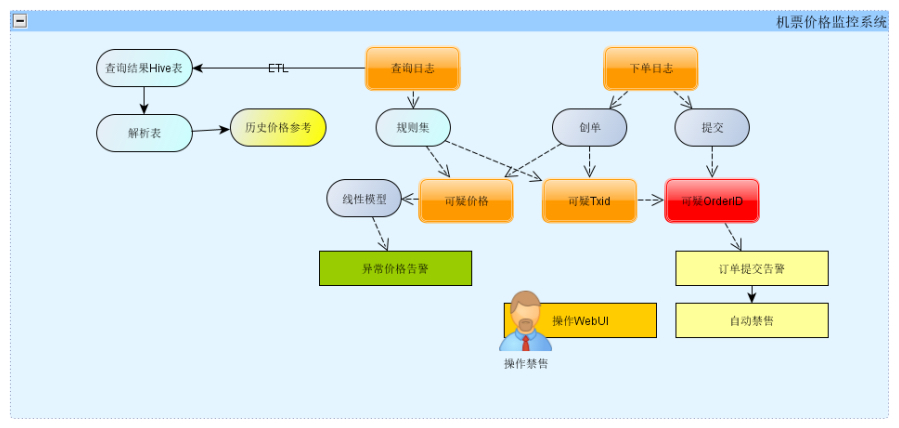 机票价格监控系统
查询结果Hive表
ETL
查询日志
下单日志
解析表
历史价格参考
规则集
创单
提交
线性模型
可疑价格
可疑Txid
可疑OrderID
异常价格告警
订单提交告警
操作WebUI
自动禁售
操作禁售